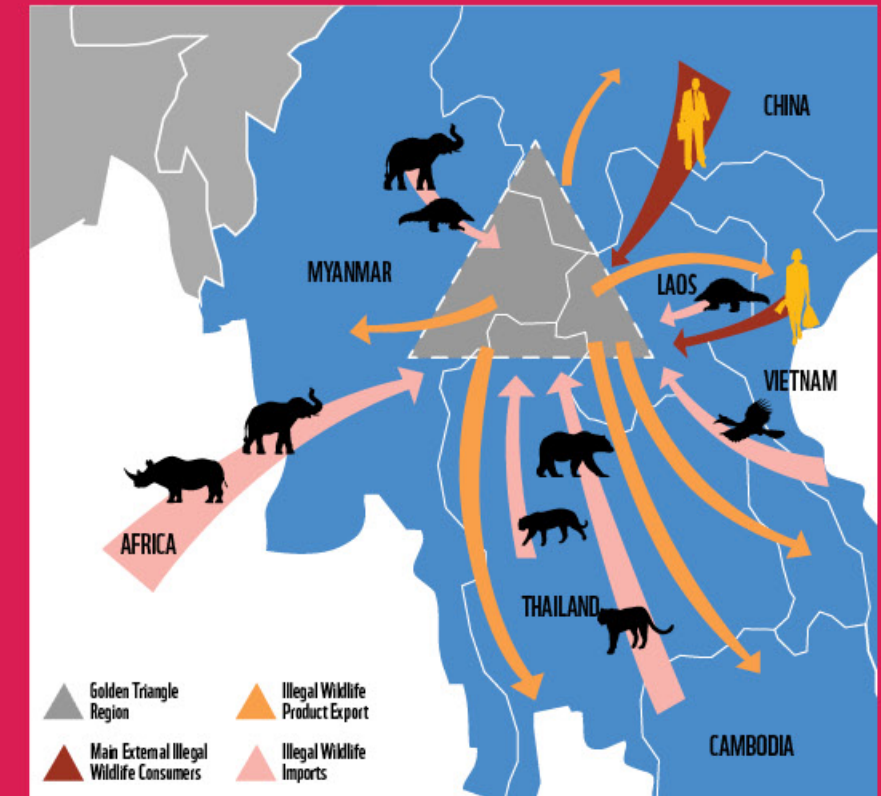 CHINA
MYANMAR
LAOS
VIETNAM
AFRICA
THAILAND
CAMBODIA
Golden Triangle
Region
Illegal Wildlife
Product Export
Main External Illegal
Wildlife Consumers
Illegal Wildlife
Imports